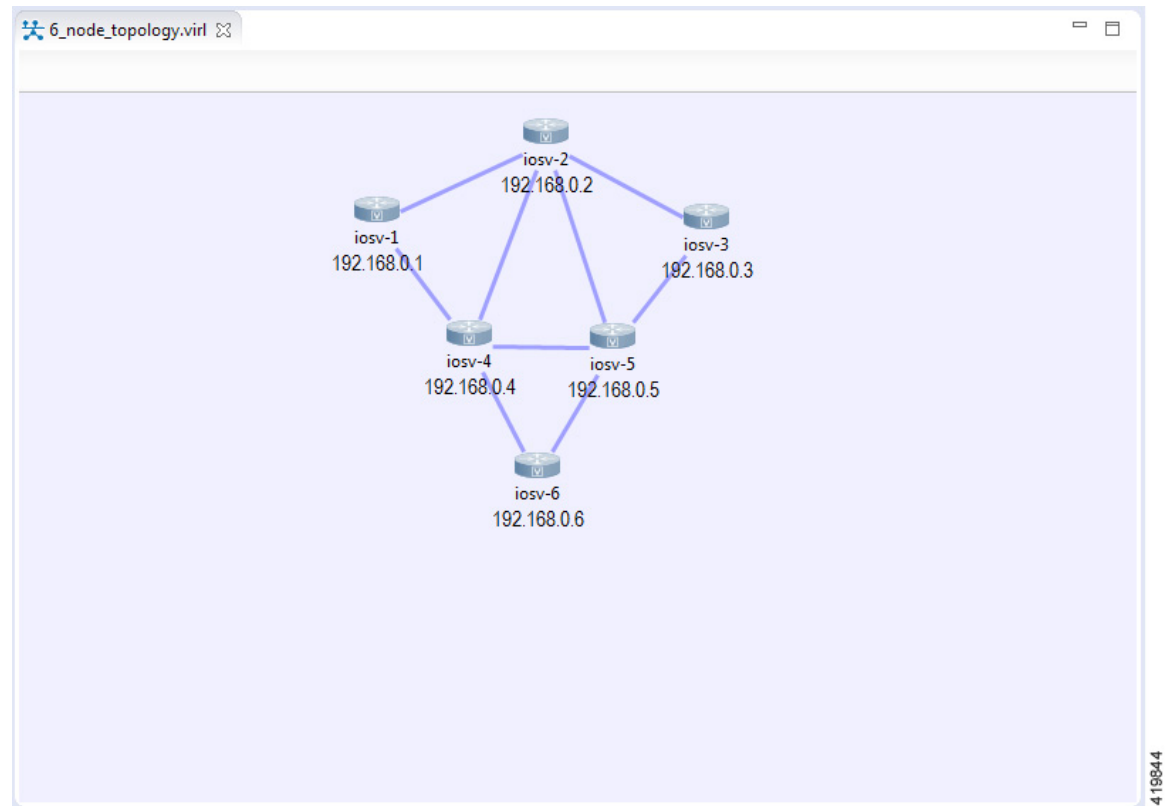 6_node_topology.virl
iosv-2
192.168.0.2
iosv-1
192.168.0.1
iosv-3
192.168.0.3
iosv-4
192.168.0.4
iosv-5
192.168.0.5
iosv-6
192.168.0.6
419844